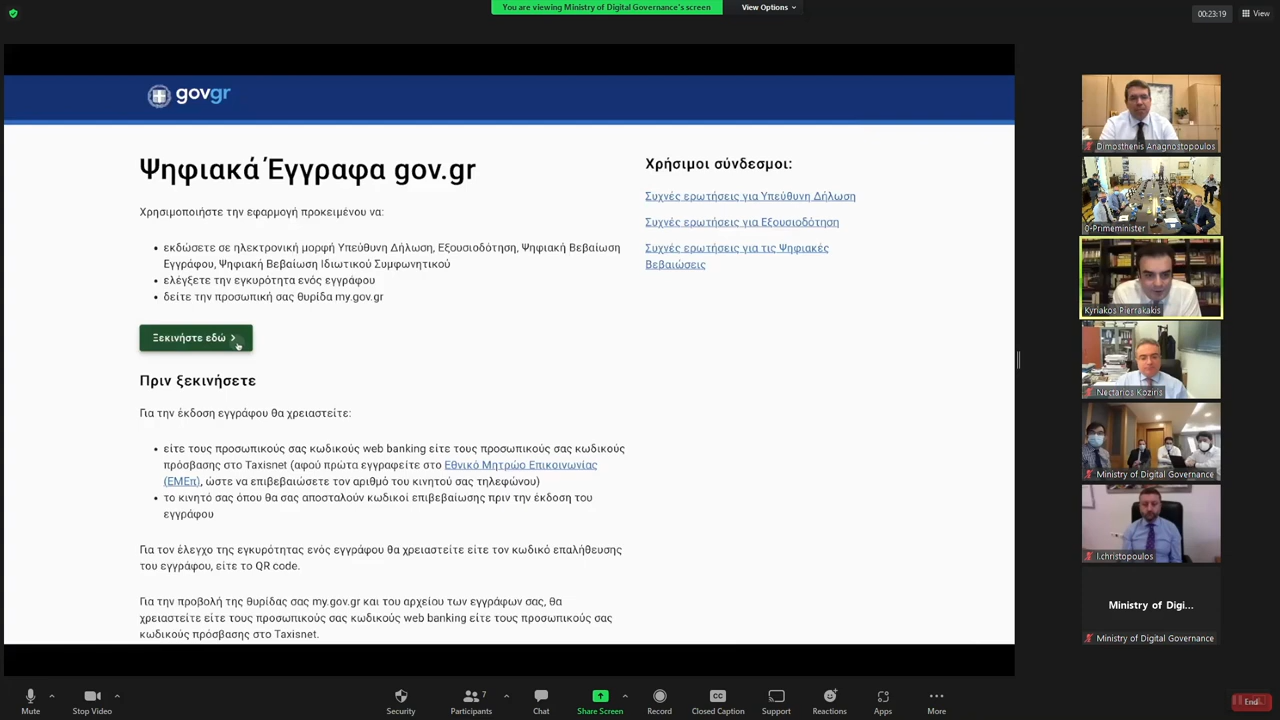 You are viewing Ministry of Digital Governance's screen
View Options
00:23:19
View
govgr
Ψηφιακά Έγγραφα gov.gr
Χρησιμοποιήστε την εφαρμογή προκειμένου να:
• εκδώσετε σε ηλεκτρονική μορφή Υπεύθυνη Δήλωση, Εξουσιοδότηση, Ψηφιακή Βεβαίωση
Εγγράφου, Ψηφιακή Βεβαίωση Ιδιωτικού Συμφωνητικού
• ελέγξετε την εγκυρότητα ενός εγγράφου
• δείτε την προσωπική σας θυρίδα my.gov.gr
Ξεκινήστε εδώ
Πριν ξεκινήσετε
Για την έκδοση εγγράφου θα χρειαστείτε:
• είτε τους προσωπικούς σας κωδικούς web banking είτε τους προσωπικούς σας κωδικούς
πρόσβασης στο Taxisnet (αφού πρώτα εγγραφείτε στο Εθνικό Μητρώο Επικοινωνίας
(ΕΜΕπ), ώστε να επιβεβαιώσετε τον αριθμό του κινητού σας τηλεφώνου)
• το κινητό σας όπου θα σας αποσταλούν κωδικοί επιβεβαίωσης πριν την έκδοση του
εγγράφου
Για τον έλεγχο της εγκυρότητας ενός εγγράφου θα χρειαστείτε είτε τον κωδικό επαλήθευσης
του εγγράφου, είτε το QR code.
Για την προβολή της θυρίδας σας my.gov.gr και του αρχείου των εγγράφων σας, θα
χρειαστείτε είτε τους προσωπικούς σας κωδικούς web banking είτε τους προσωπικούς σας
κωδικούς πρόσβασης στο Taxisnet.
Χρήσιμοι σύνδεσμοι:
Συχνές ερωτήσεις για Υπεύθυνη Δήλωση
Συχνές ερωτήσεις για Εξουσιοδότηση
Συχνές ερωτήσεις για τις Ψηφιακές
Βεβαιώσεις
Dimosthenis Anagnostopoulos
0-Primeminister
Kyriakos Pierrakakis
Nectarios Koziris
Ministry of Digital Governance
I.christopoulos
Ministry of Digi...
Ministry of Digital Governance
Mute
Stop Video
Security
7
Participants
Chat
Share Screen
Record
CC
Closed Caption
Support
Reactions
Apps
More
End